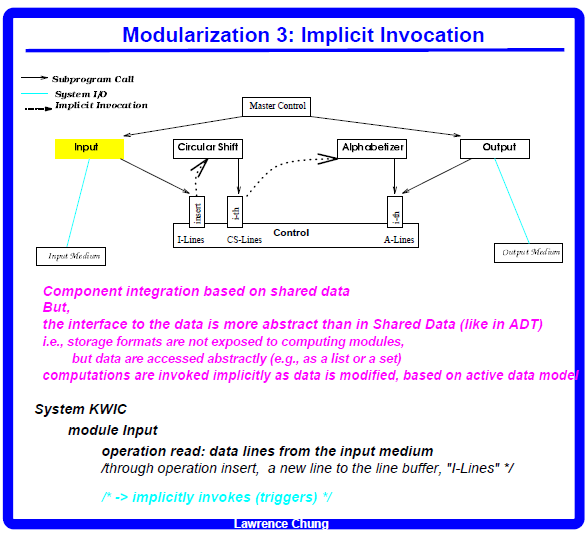 Modularization 3: Implicit Invocation
Subprogram Call
System I/O
Implicit Invocation
Master Control
Input
Circular Shift
Alphabetizer
Output
insert
i-th
i-th
Control
I-Lines
CS-Lines
A-Lines
Input Medium
Output Medium
Component integration based on shared data
But,
the interface to the data is more abstract than in Shared Data (like in ADT)
i.e., storage formats are not exposed to computing modules,
but data are accessed abstractly (e.g., as a list or a set)
computations are invoked implicitly as data is modified, based on active data model
System KWIC
module Input
operation read: data lines from the input medium
/through operation insert, a new line to the line buffer, "I-Lines" */
/* -> implicitly invokes (triggers) */
Lawrence Chung